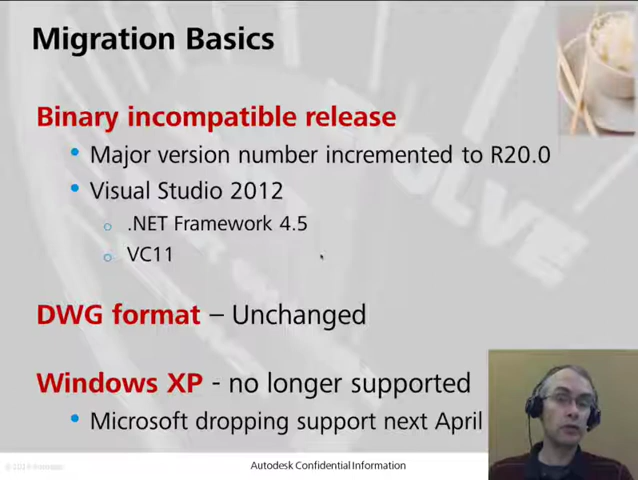 Migration Basics
Binary incompatible release
Major version number incremented to R20.0
Visual Studio 2012
.NET Framework 4.5
VC11
DWG format – Unchanged
Windows XP - no longer supported
Microsoft dropping support next April
Autodesk Confidential Information